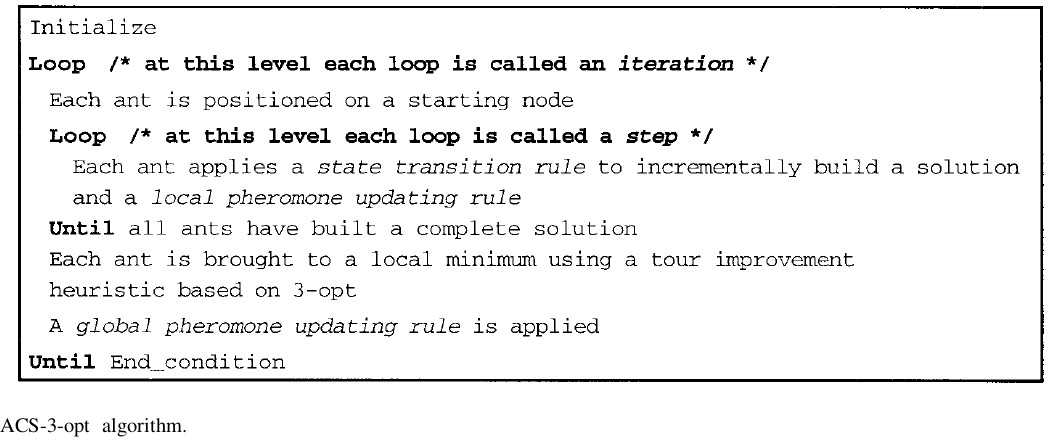 Initialize
Loop /* at this level each loop is called an iteration */
Each ant is positioned on a starting node
Loop /* at this level each loop is called a step */
Each ant applies a state transition rule to incrementally build a solution
and a local pheromone updating rule
Until all ants have built a complete solution
Each ant is brought to a local minimum using a tour improvement
heuristic based on 3-opt
A global pheromone updating rule is applied
Until End_condition
ACS-3-opt algorithm.